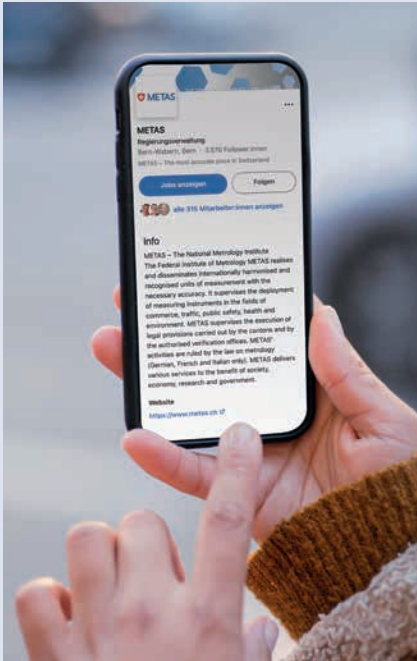 METAS
METAS
Regierungsverwaltung
Bern-Wabern, Bern · 3.570 Follower:innen
METAS – The most accurate place in Switzerland
Jobs anzeigen
Folgen
alle 315 Mitarbeiter:innen anzeigen
Info
METAS – The National Metrology Institute
The Federal Institute of Metrology METAS realises
and disseminates internationally harmonised and
recognised units of measurement with the
necessary accuracy. It supervises the deployment
of measuring instruments in the fields of
commerce, traffic, public safety, health and
environment. METAS supervises the execution of
legal provisions carried out by the cantons and by
the authorised verification offices. METAS'
activities are ruled by the law on metrology
(German, French and Italian only). METAS delivers
various services to the benefit of society,
economy, research and government.
Website
https://www.metas.ch